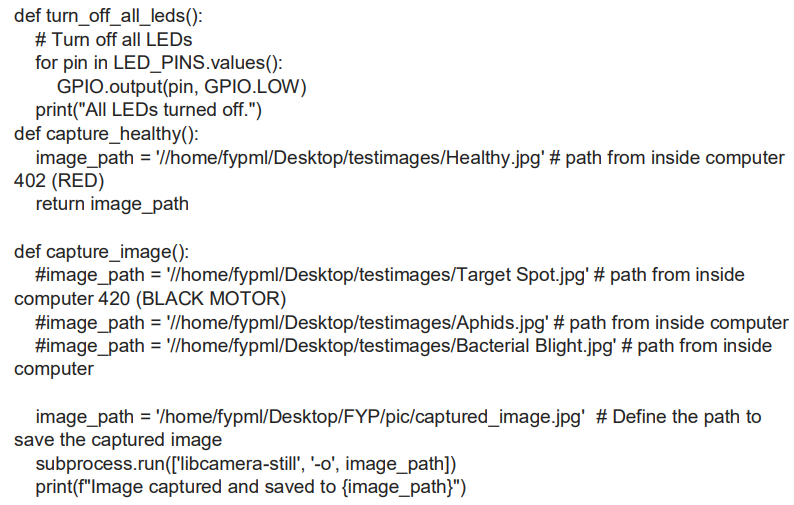 def turn_off_all_leds():
    # Turn off all LEDs
    for pin in LED_PINS.values():
        GPIO.output(pin, GPIO.LOW)
    print("All LEDs turned off.")
def capture_healthy():
    image_path = '//home/fypml/Desktop/testimages/Healthy.jpg' # path from inside computer
402 (RED)
    return image_path

def capture_image():
    #image_path = '//home/fypml/Desktop/testimages/Target Spot.jpg' # path from inside
computer 420 (BLACK MOTOR)
    #image_path = '//home/fypml/Desktop/testimages/Aphids.jpg' # path from inside computer
    #image_path = '//home/fypml/Desktop/testimages/Bacterial Blight.jpg' # path from inside
computer

    image_path = '/home/fypml/Desktop/FYP/pic/captured_image.jpg'  # Define the path to
save the captured image
    subprocess.run(['libcamera-still', '-o', image_path])
    print(f"Image captured and saved to {image_path}")